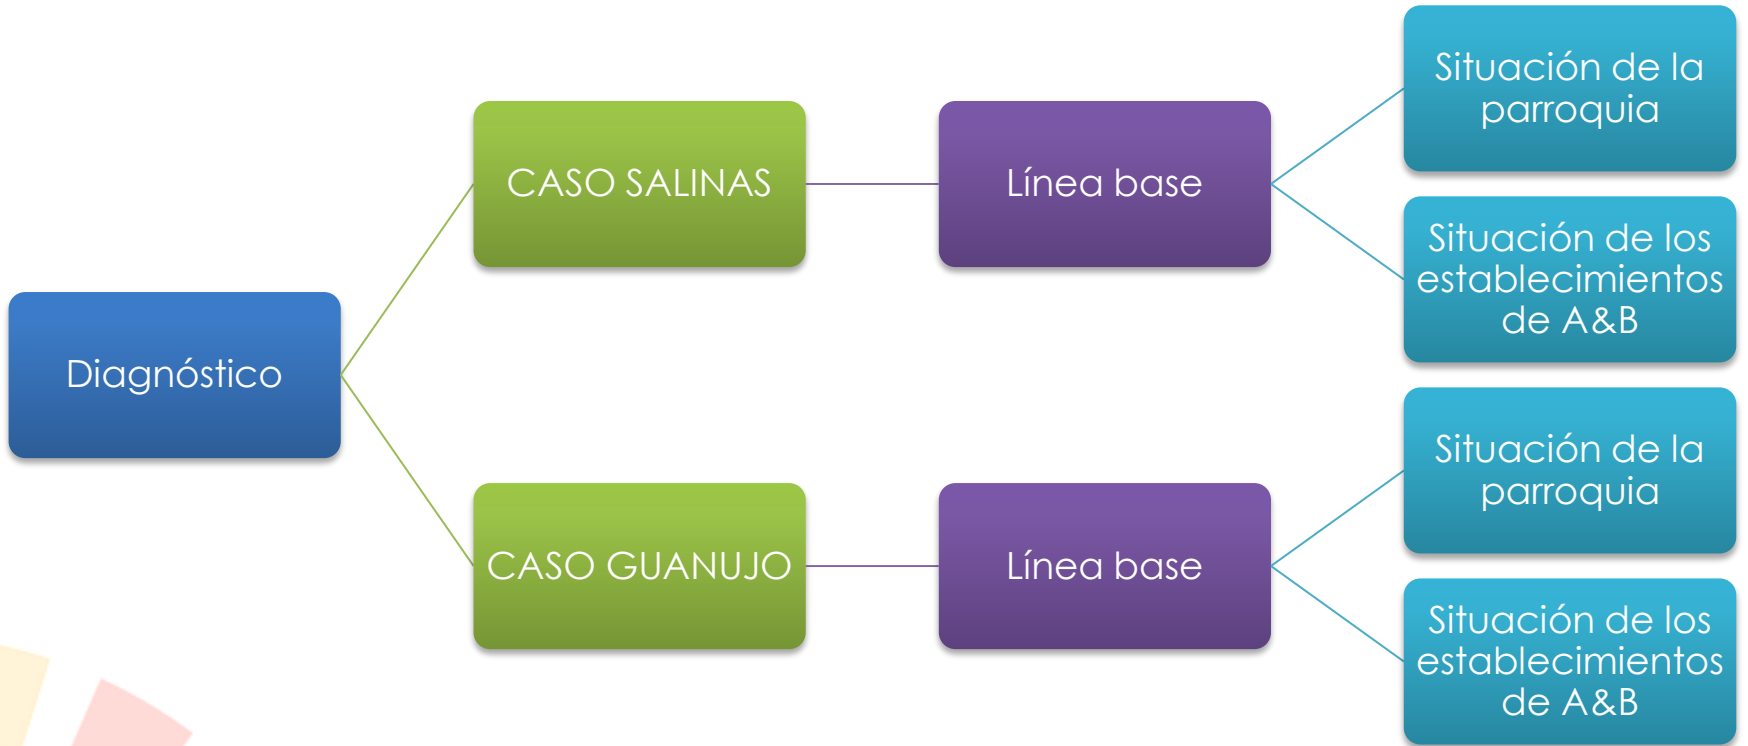 Diagnóstico
CASO SALINAS
Línea base
Situación de la
parroquia
Situación de los
establecimientos
de A&B
CASO GUANUJO
Línea base
Situación de la
parroquia
Situación de los
establecimientos
de A&B